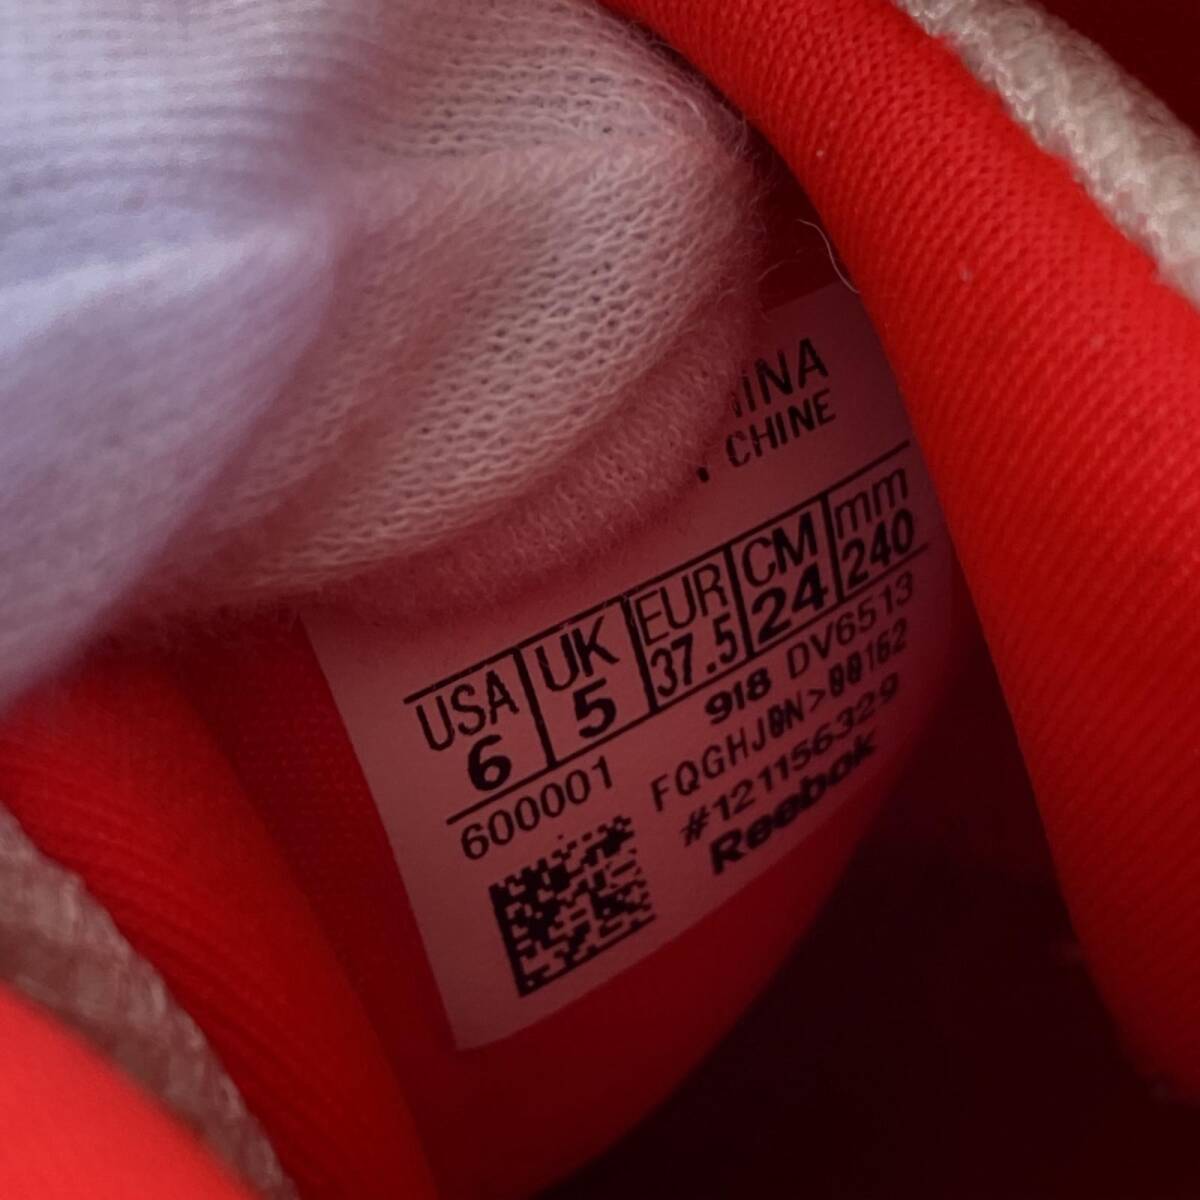 CHINA
CHINE
USA UK EUR CM mm
6 5 37.5 24 240
918 DV6513
600001 FQGHJ0N>00162
#121156329
Reebok